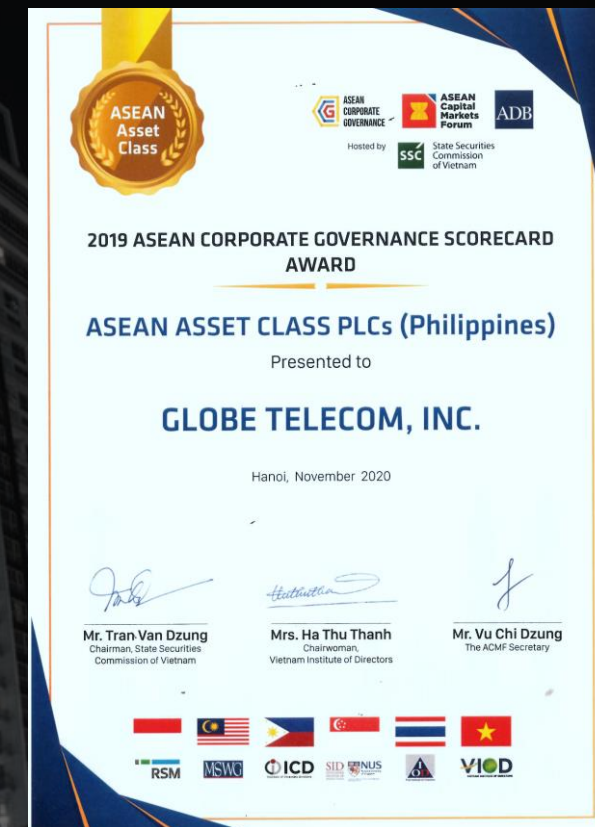 ASEAN
Asset
Class
ASEAN
CORPORATE
GOVERNANCE
ASEAN
Capital
Markets
Forum
ADB
Hosted by
SSC
State Securities
Commission
of Vietnam
2019 ASEAN CORPORATE GOVERNANCE SCORECARD
AWARD
ASEAN ASSET CLASS PLCs (Philippines)
Presented to
GLOBE TELECOM, INC.
Hanoi, November 2020
Mr. Tran Van Dzung
Chairman, State Securities
Commission of Vietnam
Mrs. Ha Thu Thanh
Chairwoman,
Vietnam Institute of Directors
Mr. Vu Chi Dzung
The ACMF Secretary
RSM
MSWG
ICD
SID
NUS
VIOD